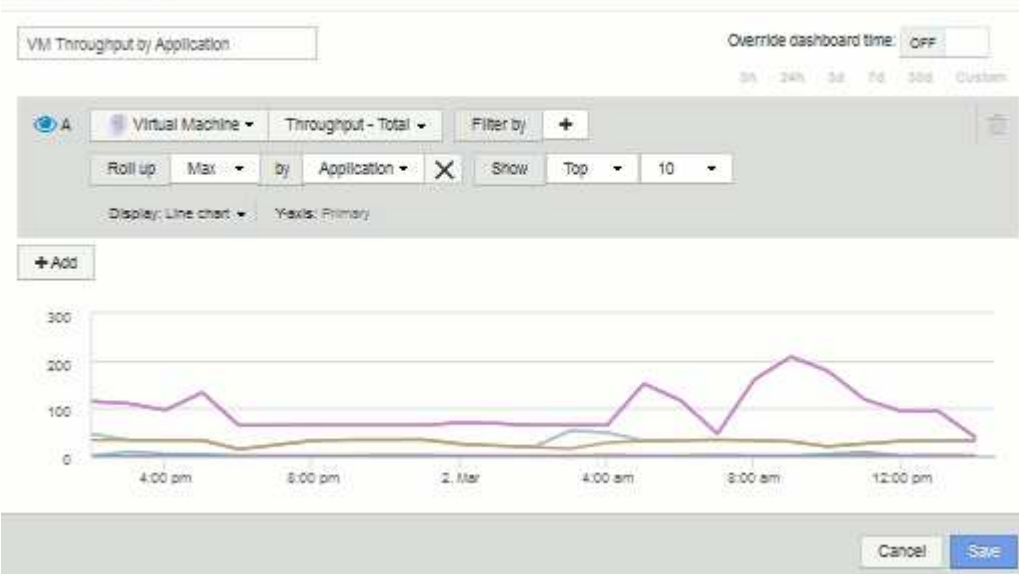 VM Throughput by Application
Override dashboard time: OFF
3h 24h 3d 7d 30d Custom
A Virtual Machine Throughput - Total Filter by +
Roll up Max by Application X Show Top 10
Display: Line chart Y-axis: Primary
+ Add
300
200
100
0
4:00 pm 8:00 pm 2. Mar 4:00 am 8:00 am 12:00 pm
Cancel Save